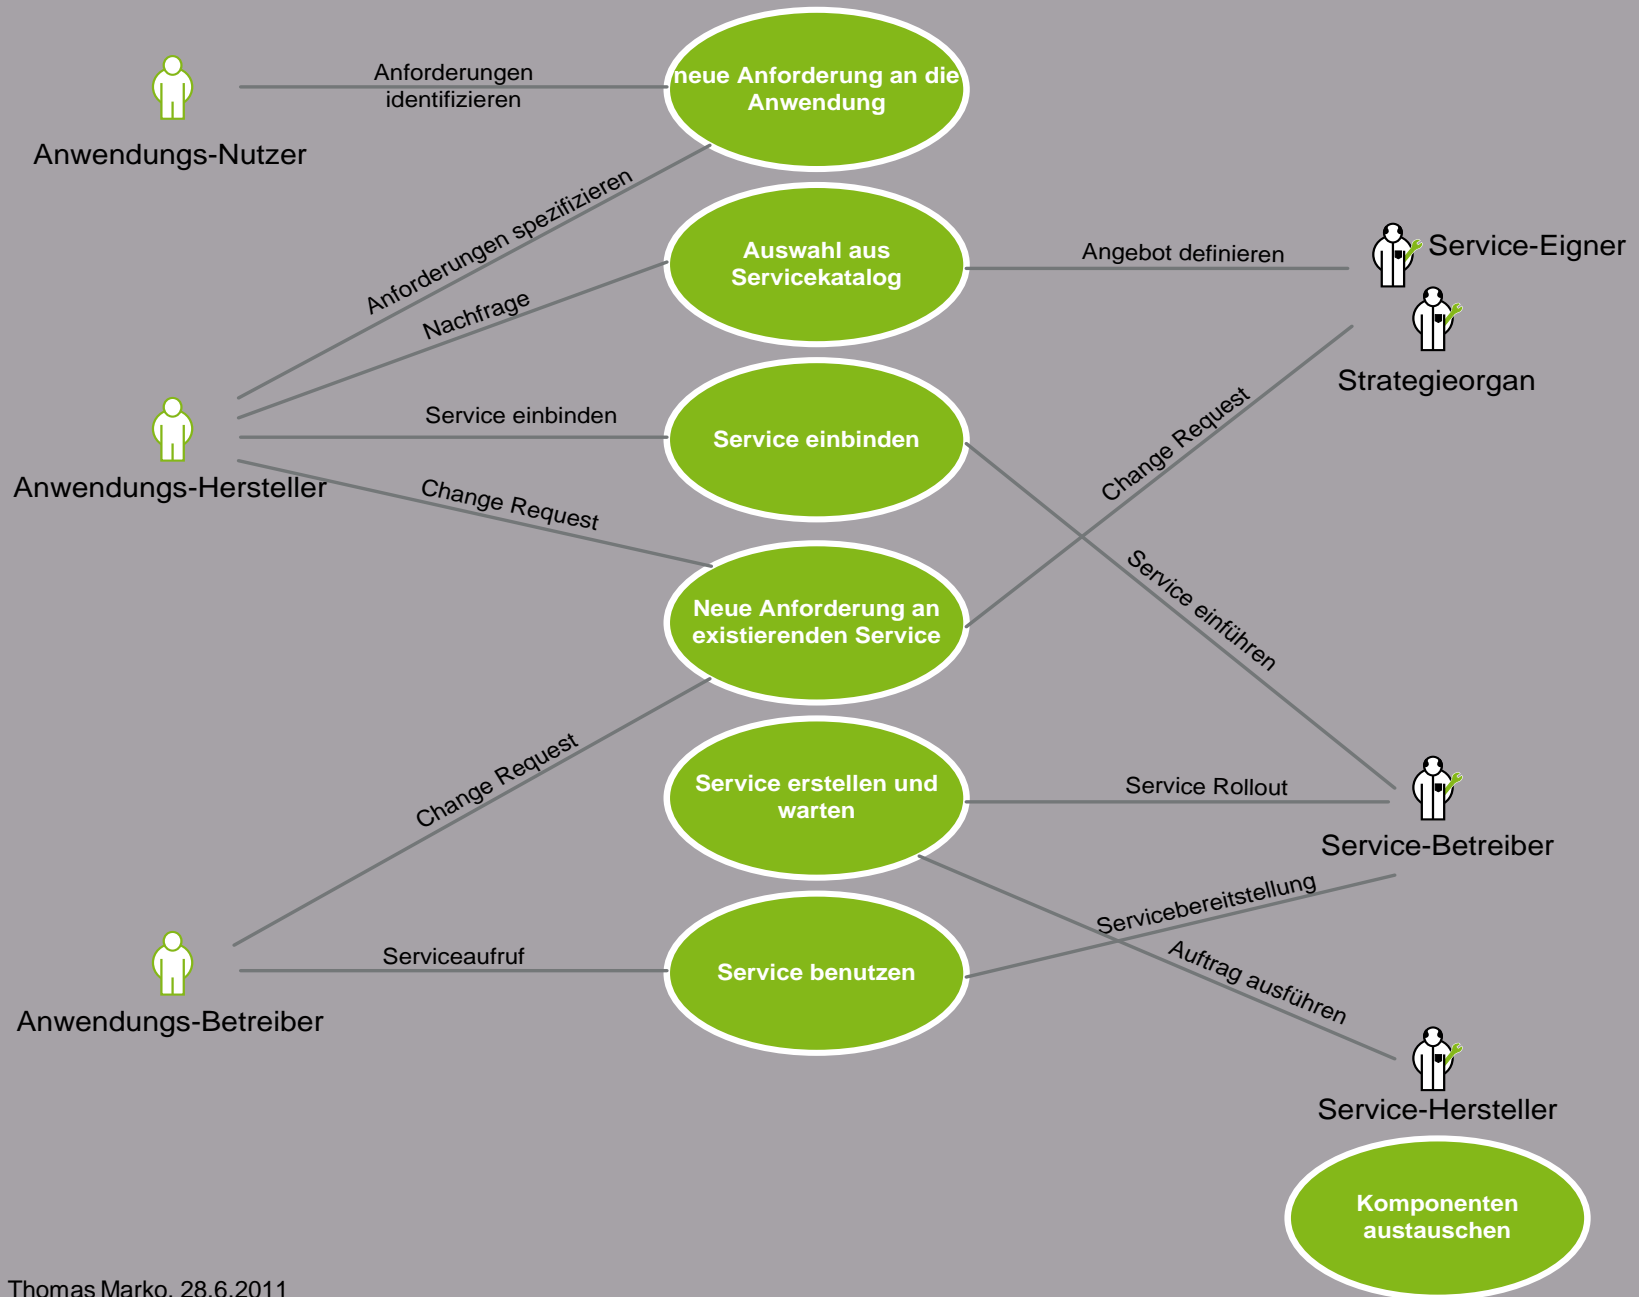 Anforderungen
identifizieren
neue Anforderung an die
Anwendung
Anwendungs-Nutzer
Anforderungen spezifizieren
Auswahl aus
Servicekatalog
Angebot definieren
Service-Eigner
Nachfrage
Strategieorgan
Service einbinden
Service einbinden
Change Request
Anwendungs-Hersteller
Change Request
Service einführen
Neue Anforderung an
existierenden Service
Change Request
Service erstellen und
warten
Service Rollout
Service-Betreiber
Servicebereitstellung
Serviceaufruf
Service benutzen
Auftrag ausführen
Anwendungs-Betreiber
Service-Hersteller
Komponenten
austauschen
Thomas Marko, 28.6.2011